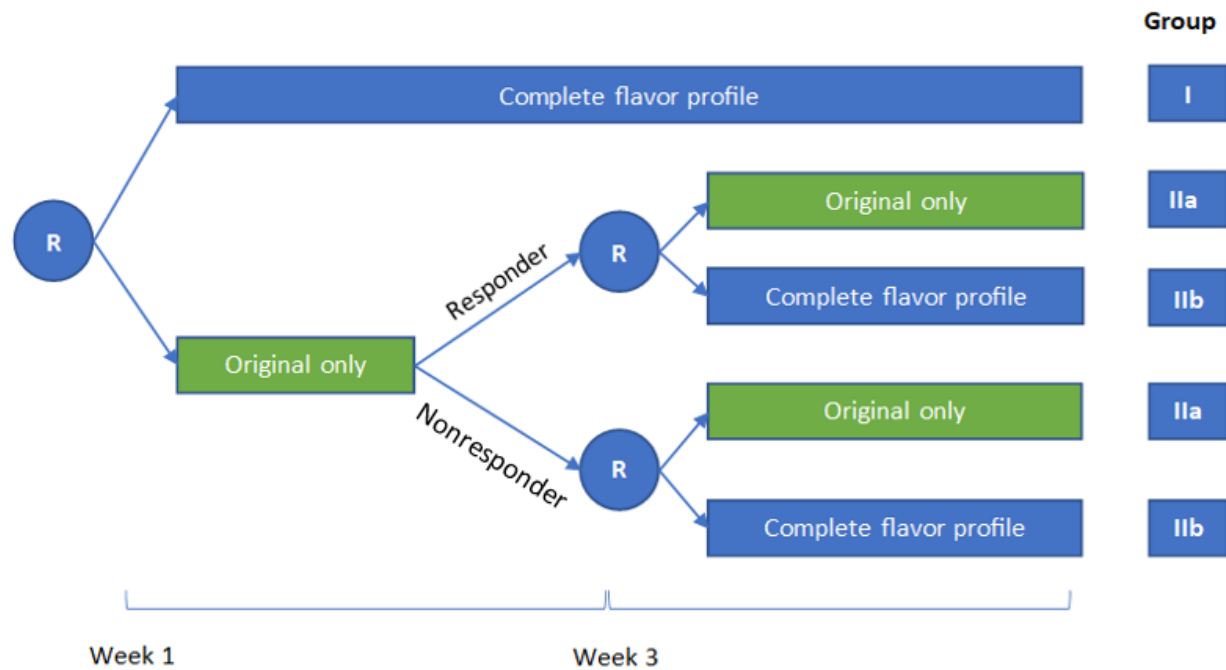 Group
Complete flavor profile
I
Original only
IIa
R
R
Responder
Complete flavor profile
IIb
Original only
Nonresponder
Original only
IIa
R
Complete flavor profile
IIb
Week 1
Week 3